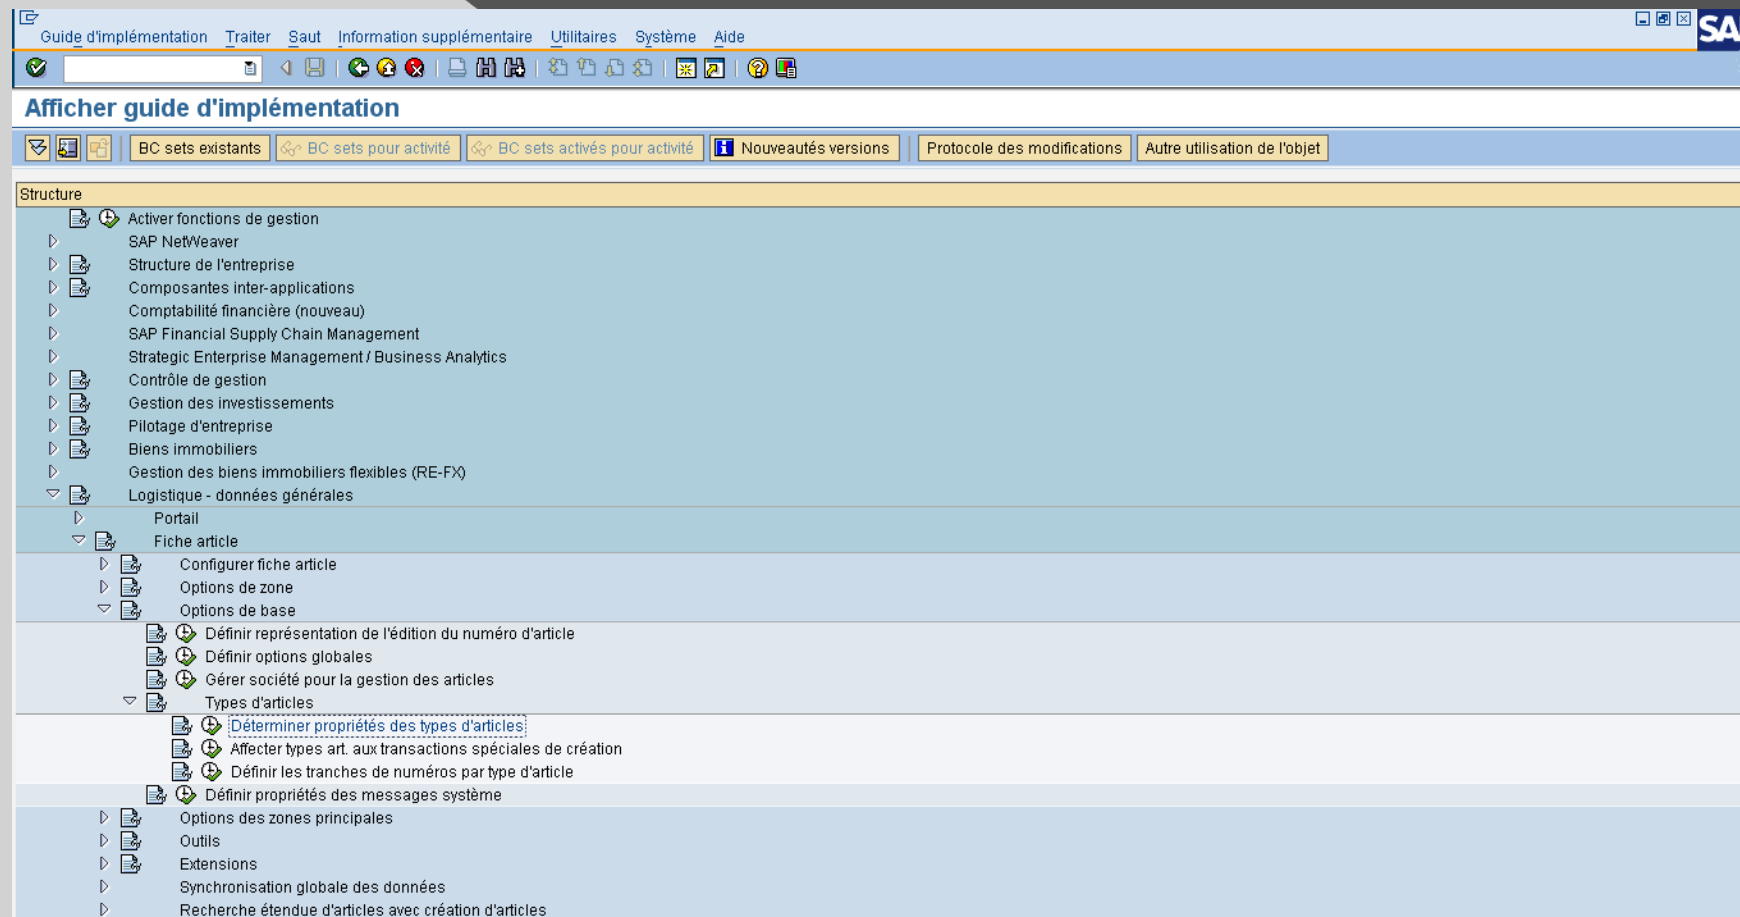 Guide d'implémentation Traiter Saut Information supplémentaire Utilitaires Système Aide
SA
Afficher guide d'implémentation
BC sets existants BC sets pour activité BC sets activés pour activité Nouveautés versions Protocole des modifications Autre utilisation de l'objet
Structure
Activer fonctions de gestion
SAP NetWeaver
Structure de l'entreprise
Composantes inter-applications
Comptabilité financière (nouveau)
SAP Financial Supply Chain Management
Strategic Enterprise Management / Business Analytics
Contrôle de gestion
Gestion des investissements
Pilotage d'entreprise
Biens immobiliers
Gestion des biens immobiliers flexibles (RE-FX)
Logistique - données générales
Portail
Fiche article
Configurer fiche article
Options de zone
Options de base
Définir représentation de l'édition du numéro d'article
Définir options globales
Gérer société pour la gestion des articles
Types d'articles
Déterminer propriétés des types d'articles
Affecter types art. aux transactions spéciales de création
Définir les tranches de numéros par type d'article
Définir propriétés des messages système
Options des zones principales
Outils
Extensions
Synchronisation globale des données
Recherche étendue d'articles avec création d'articles